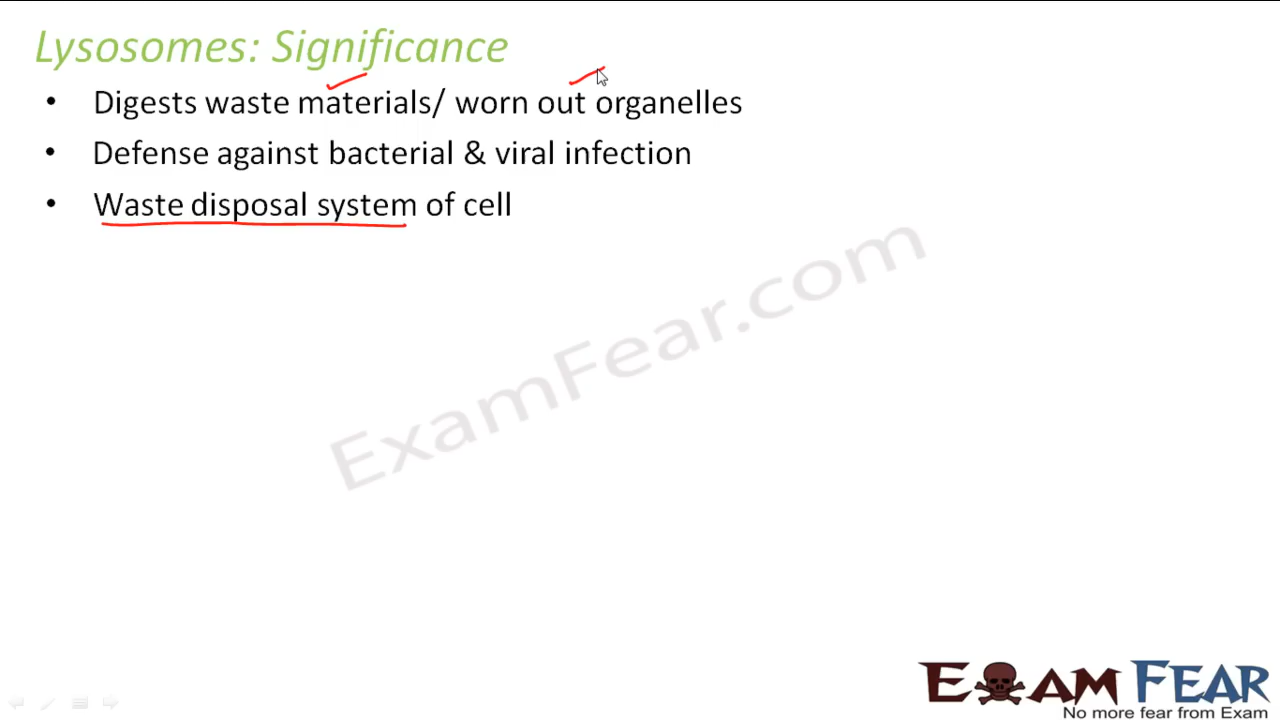 Lysosomes: Significance
• Digests waste materials/ worn out organelles
• Defense against bacterial & viral infection
• Waste disposal system of cell
ExamFear.com
EXAM FEAR
No more fear from Exam